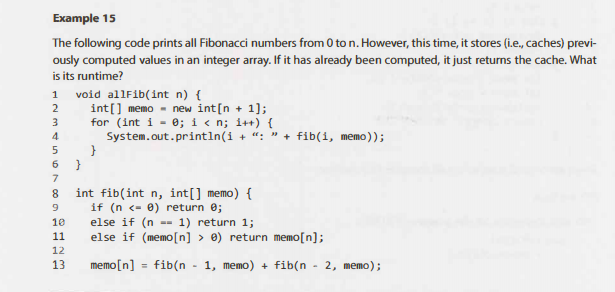 Example 15
The following code prints all Fibonacci numbers from 0 to n. However, this time, it stores (i.e., caches) previ-
ously computed values in an integer array. If it has already been computed, it just returns the cache. What
is its runtime?
1 void allFib(int n) {
2 int[] memo = new int[n + 1];
3 for (int i = 0; i < n; i++) {
4 System.out.println(i + “: ” + fib(i, memo));
5 }
6 }
7
8 int fib(int n, int[] memo) {
9 if (n <= 0) return 0;
10 else if (n == 1) return 1;
11 else if (memo[n] > 0) return memo[n];
12
13 memo[n] = fib(n - 1, memo) + fib(n - 2, memo);